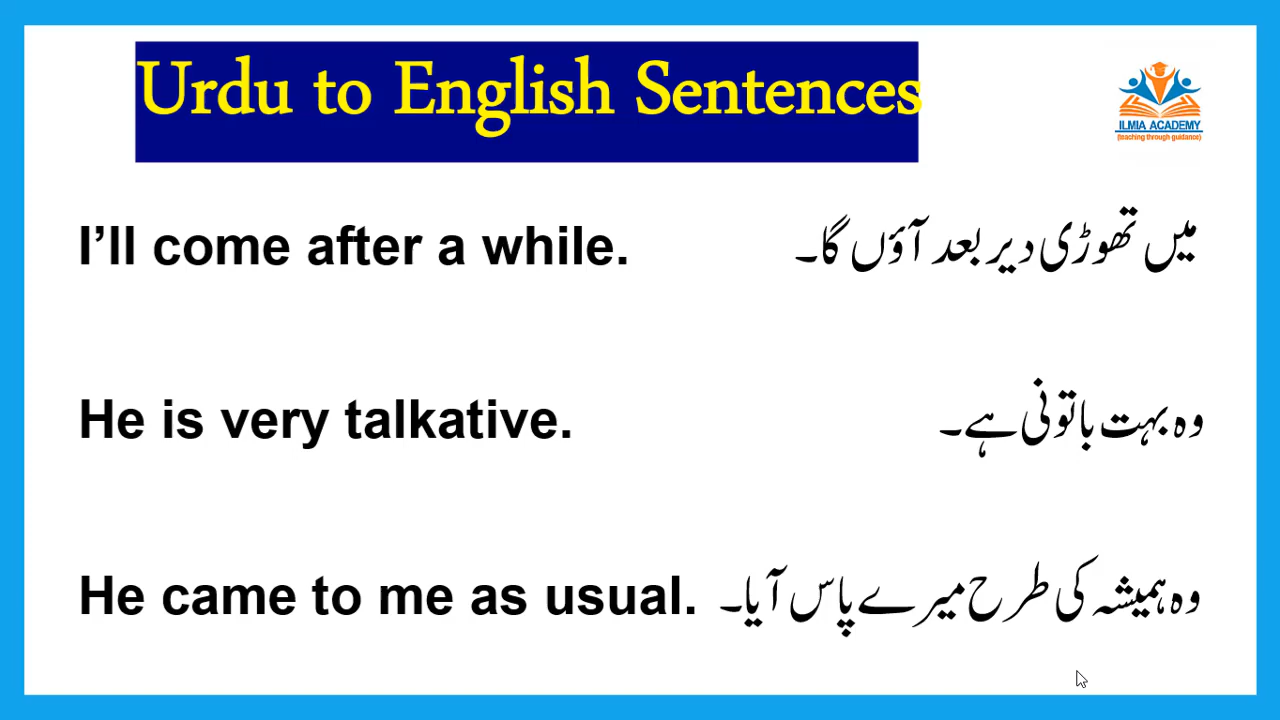 Urdu to English Sentences
ILMIA ACADEMY
(teaching through guidance)
I’ll come after a while. میں تھوڑی دیر بعد آؤں گا۔
He is very talkative. وہ بہت باتونی ہے۔
He came to me as usual. وہ ہمیشہ کی طرح میرے پاس آیا۔